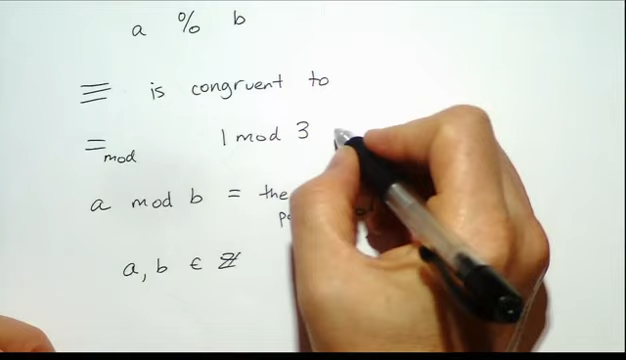 a % b
≡ is congruent to
=mod 1 mod 3
a mod b = the
a, b ∈ ℤ